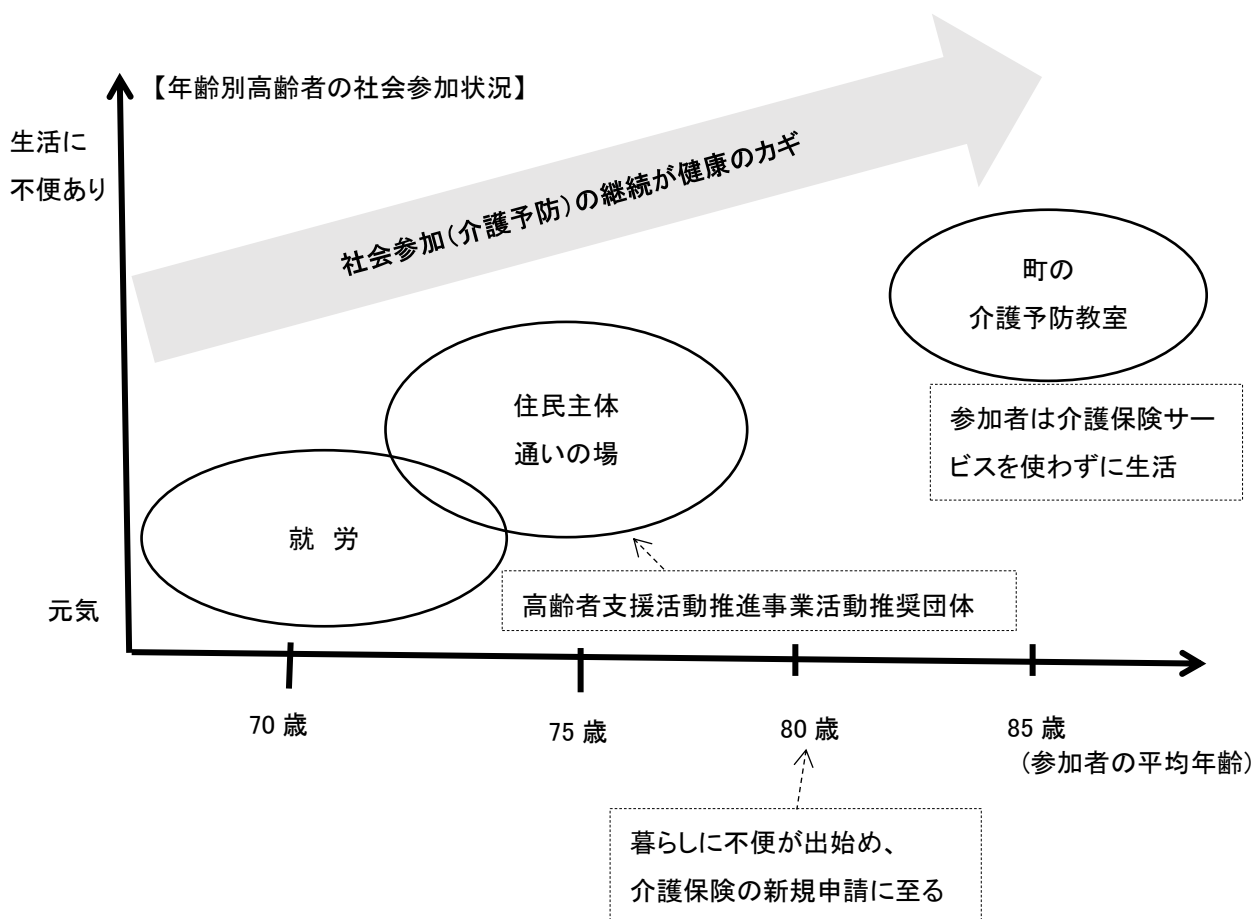 【年齢別高齢者の社会参加状況】
生活に
不便あり
社会参加(介護予防)の継続が健康のカギ
町の
介護予防教室
住民主体
通いの場
参加者は介護保険サー
ビスを使わずに生活
就 労
高齢者支援活動推進事業活動推奨団体
元気
70 歳
75 歳
80 歳
85 歳
(参加者の平均年齢)
暮らしに不便が出始め、
介護保険の新規申請に至る